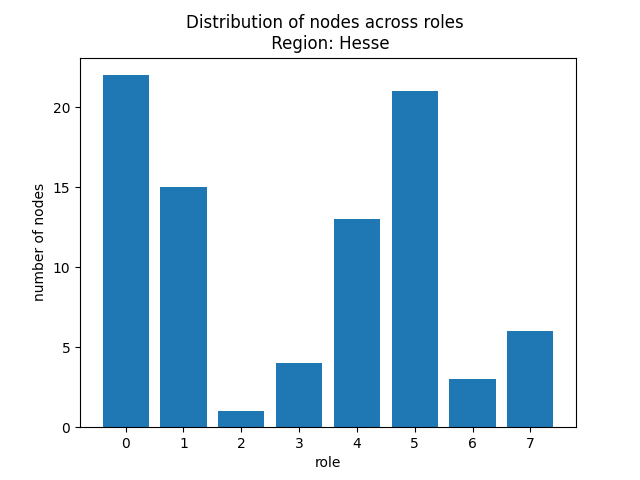 Distribution of nodes across roles
Region: Hesse
number of nodes
20
15
10
5
0
0 1 2 3 4 5 6 7
role